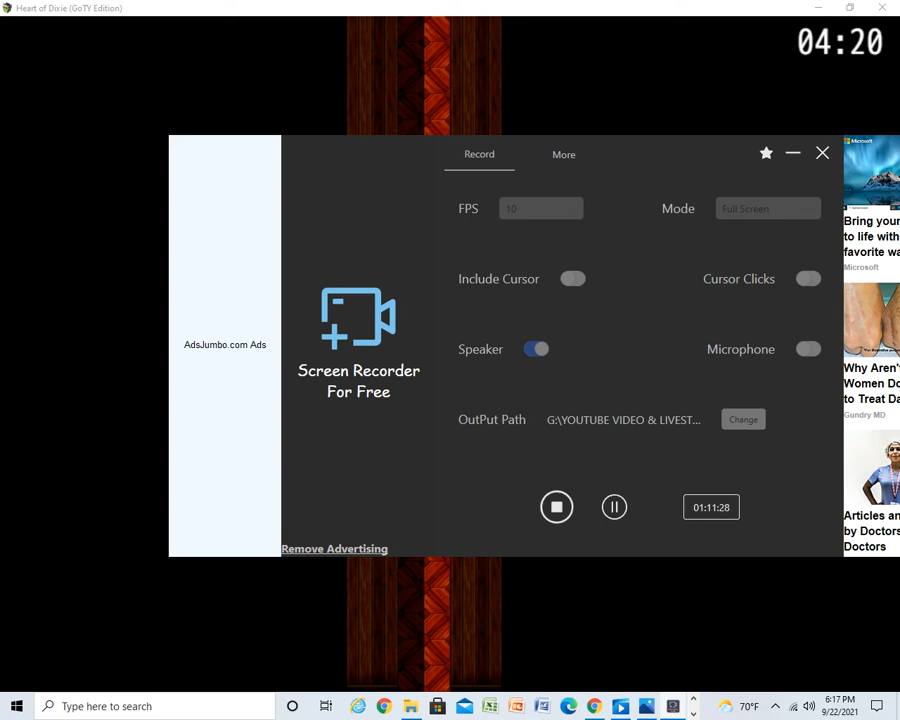 Heart of Dixie (GoTY Edition)
04:20
Record
More
FPS
10
Mode
Full Screen
Include Cursor
Cursor Clicks
Speaker
Microphone
OutPut Path
G:\YOUTUBE VIDEO & LIVEST...
Change
01:11:28
AdsJumbo.com Ads
Screen Recorder
For Free
Remove Advertising
Microsoft
Bring your
to life with
favorite wa
Microsoft
Why Aren'
Women Do
to Treat Da
Gundry MD
Articles an
by Doctors
Doctors
Type here to search
70°F
6:17 PM
9/22/2021